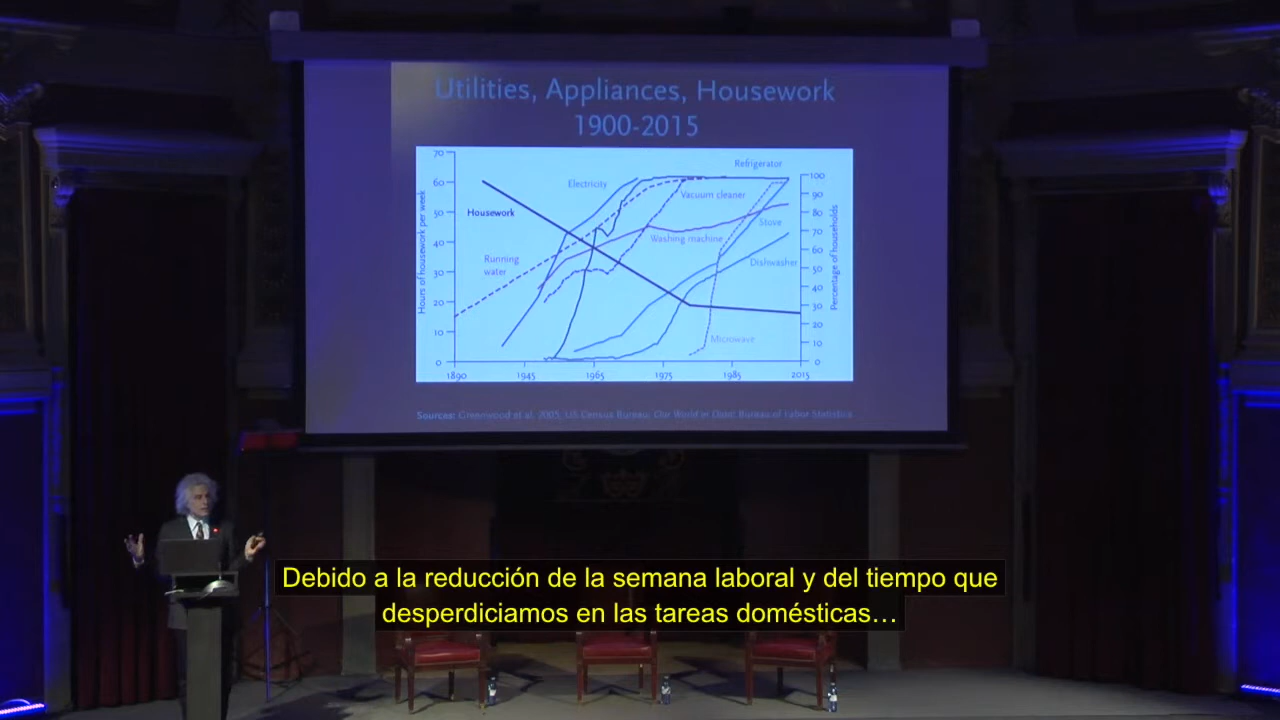 Utilities, Appliances, Housework
1900-2015
70
60
50
40
30
20
10
0
Hours of housework per week
Housework
Electricity
Running
water
Refrigerator
Vacuum cleaner
Stove
Washing machine
Dishwasher
Microwave
100
90
80
70
60
50
40
30
20
10
0
Percentage of households
1890
1945
1965
1975
1985
2015
Sources: Greenwood et al. 2005; US Census Bureau; Our World in Data; Bureau of Labor Statistics
Debido a la reducción de la semana laboral y del tiempo que
desperdiciamos en las tareas domésticas…